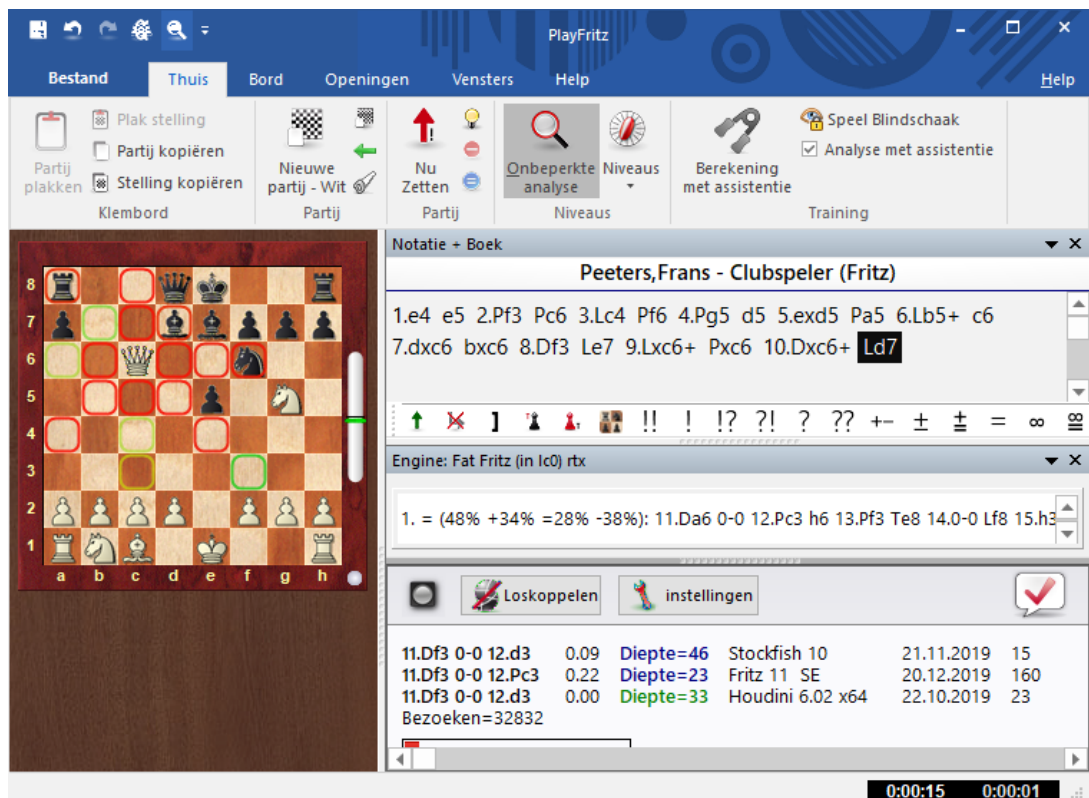 PlayFritz
Bestand Thuis Bord Openingen Vensters Help Help
Partij plakken
Plak stelling
Partij kopiëren
Stelling kopiëren
Klembord
Nieuwe partij - Wit
Partij
Nu Zetten
Partij
Onbeperkte analyse
Niveaus
Niveaus
Berekening met assistentie
Speel Blindschaak
Analyse met assistentie
Training
8
7
6
5
4
3
2
1
a b c d e f g h
Notatie + Boek
Peeters,Frans - Clubspeler (Fritz)
1.e4 e5 2.Pf3 Pc6 3.Lc4 Pf6 4.Pg5 d5 5.exd5 Pa5 6.Lb5+ c6
7.dxc6 bxc6 8.Df3 Le7 9.Lxc6+ Pxc6 10.Dxc6+ Ld7
] !! ! !? ?! ? ?? +− ± ⩲ = ∞
Engine: Fat Fritz (in lc0) rtx
1. = (48% +34% =28% -38%): 11.Da6 0-0 12.Pc3 h6 13.Pf3 Te8 14.0-0 Lf8 15.h3
Loskoppelen instellingen
11.Df3 0-0 12.d3 0.09 Diepte=46 Stockfish 10 21.11.2019 15
11.Df3 0-0 12.Pc3 0.22 Diepte=23 Fritz 11 SE 20.12.2019 160
11.Df3 0-0 12.d3 0.00 Diepte=33 Houdini 6.02 x64 22.10.2019 23
Bezoeken=32832
0:00:15 0:00:01